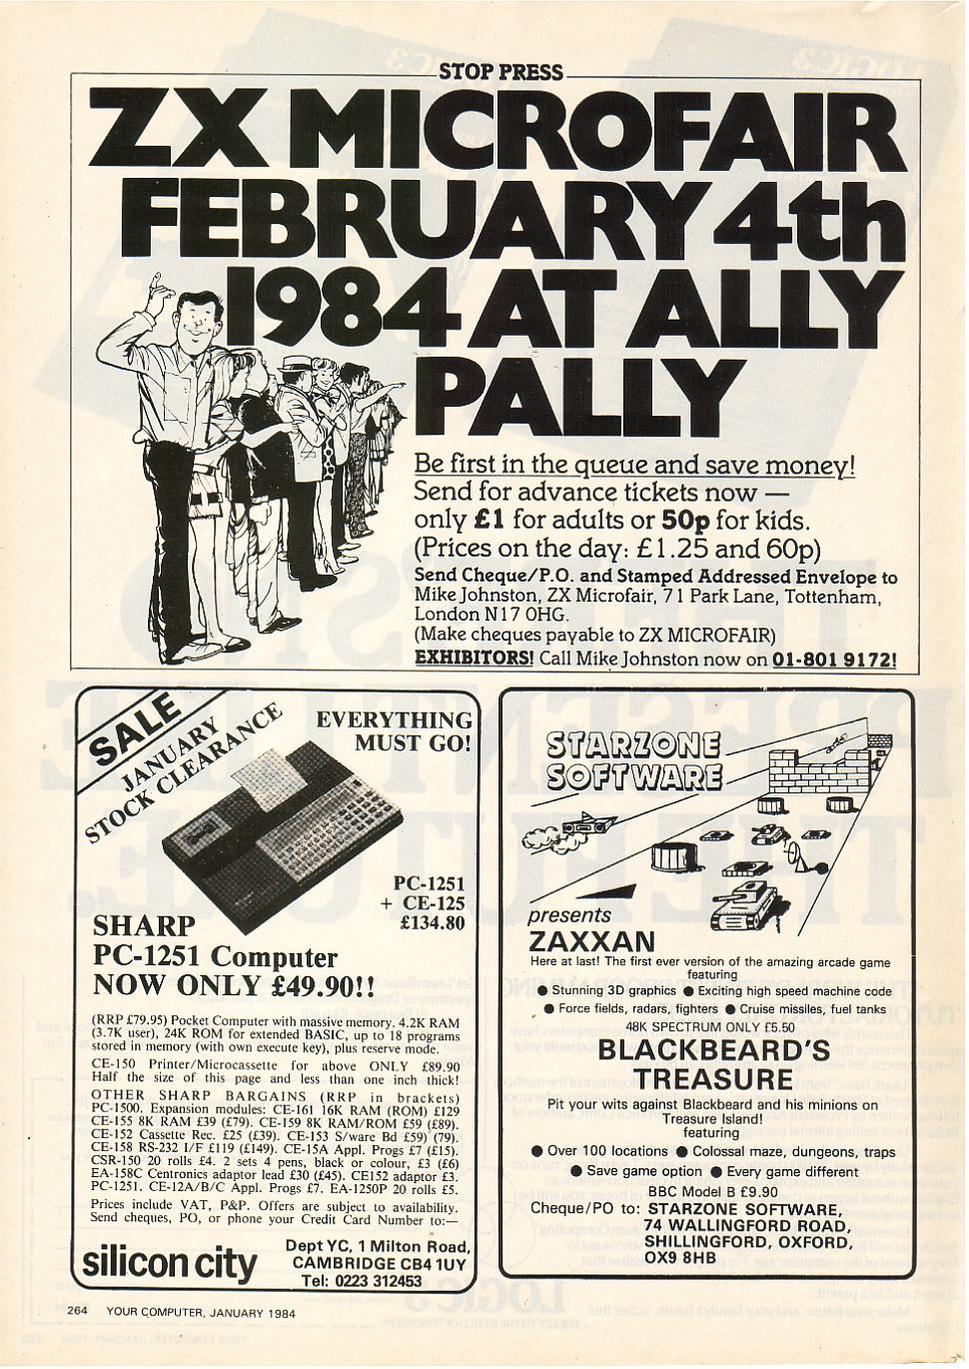 STOP PRESS
ZX MICROFAIR
FEBRUARY 4th
1984 AT ALLY
PALLY
Be first in the queue and save money!
Send for advance tickets now —
only £1 for adults or 50p for kids.
(Prices on the day: £1.25 and 60p)
Send Cheque/P.O. and Stamped Addressed Envelope to
Mike Johnston, ZX Microfair, 71 Park Lane, Tottenham,
London N17 0HG.
(Make cheques payable to ZX MICROFAIR)
EXHIBITORS! Call Mike Johnston now on 01-801 9172!
SALE
JANUARY
STOCK CLEARANCE
EVERYTHING
MUST GO!
PC-1251
+ CE-125
£134.80
SHARP
PC-1251 Computer
NOW ONLY £49.90!!
(RRP £79.95) Pocket Computer with massive memory. 4.2K RAM
(3.7K user), 24K ROM for extended BASIC, up to 18 programs
stored in memory (with own execute key), plus reserve mode.
CE-150 Printer/Microcassette for above ONLY £89.90
Half the size of this page and less than one inch thick!
OTHER SHARP BARGAINS (RRP in brackets)
PC-1500. Expansion modules: CE-161 16K RAM (ROM) £129
CE-155 8K RAM £39 (£79). CE-159 8K RAM/ROM £59 (£89).
CE-152 Cassette Rec. £25 (£39). CE-153 S/ware Bd £59) (79).
CE-158 RS-232 I/F £119 (£149). CE-15A Appl. Progs £7 (£15).
CSR-150 20 rolls £4. 2 sets 4 pens, black or colour, £3 (£6)
EA-158C Centronics adaptor lead £30 (£45). CE152 adaptor £3.
PC-1251. CE-12A/B/C Appl. Progs £7. EA-1250P 20 rolls £5.
Prices include VAT, P&P. Offers are subject to availability.
Send cheques, PO, or phone your Credit Card Number to:—
silicon city
Dept YC, 1 Milton Road,
CAMBRIDGE CB4 1UY
Tel: 0223 312453
STARZONE
SOFTWARE
presents
ZAXXAN
Here at last! The first ever version of the amazing arcade game
featuring
● Stunning 3D graphics ● Exciting high speed machine code
● Force fields, radars, fighters ● Cruise missiles, fuel tanks
48K SPECTRUM ONLY £5.50
BLACKBEARD'S
TREASURE
Pit your wits against Blackbeard and his minions on
Treasure Island!
featuring
● Over 100 locations ● Colossal maze, dungeons, traps
● Save game option ● Every game different
BBC Model B £9.90
Cheque/PO to: STARZONE SOFTWARE,
74 WALLINGFORD ROAD,
SHILLINGFORD, OXFORD,
OX9 8HB
264 YOUR COMPUTER, JANUARY 1984